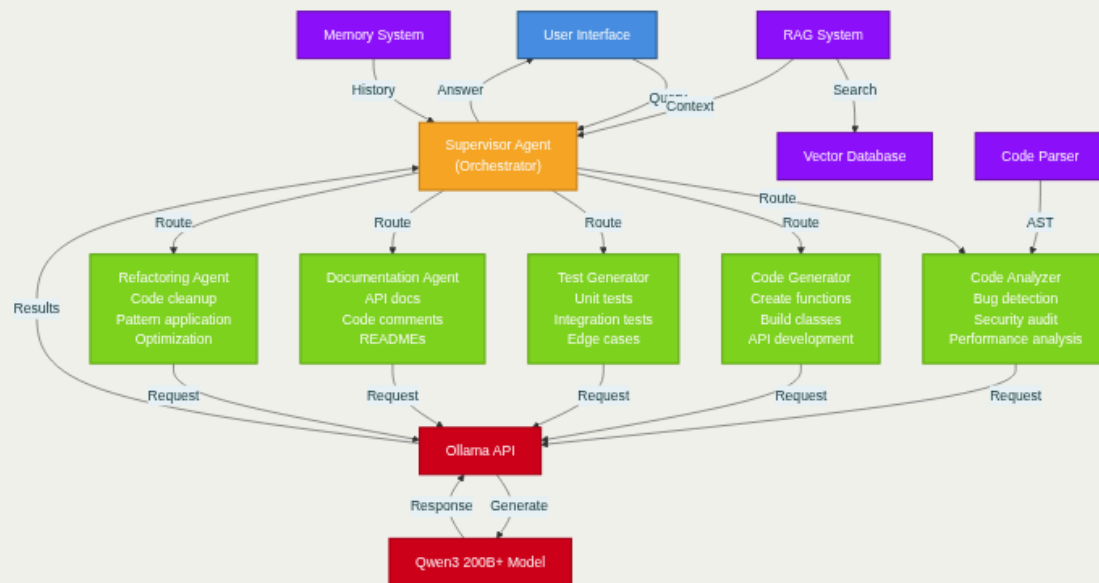 Memory System
User Interface
RAG System
History
Answer
Context
Search
Supervisor Agent
(Orchestrator)
Vector Database
Code Parser
Route
Route
Route
Route
Route
AST
Refactoring Agent
Code cleanup
Pattern application
Optimization
Documentation Agent
API docs
Code comments
READMEs
Test Generator
Unit tests
Integration tests
Edge cases
Code Generator
Create functions
Build classes
API development
Code Analyzer
Bug detection
Security audit
Performance analysis
Results
Request
Request
Request
Request
Request
Ollama API
Response
Generate
Qwen3 200B+ Model